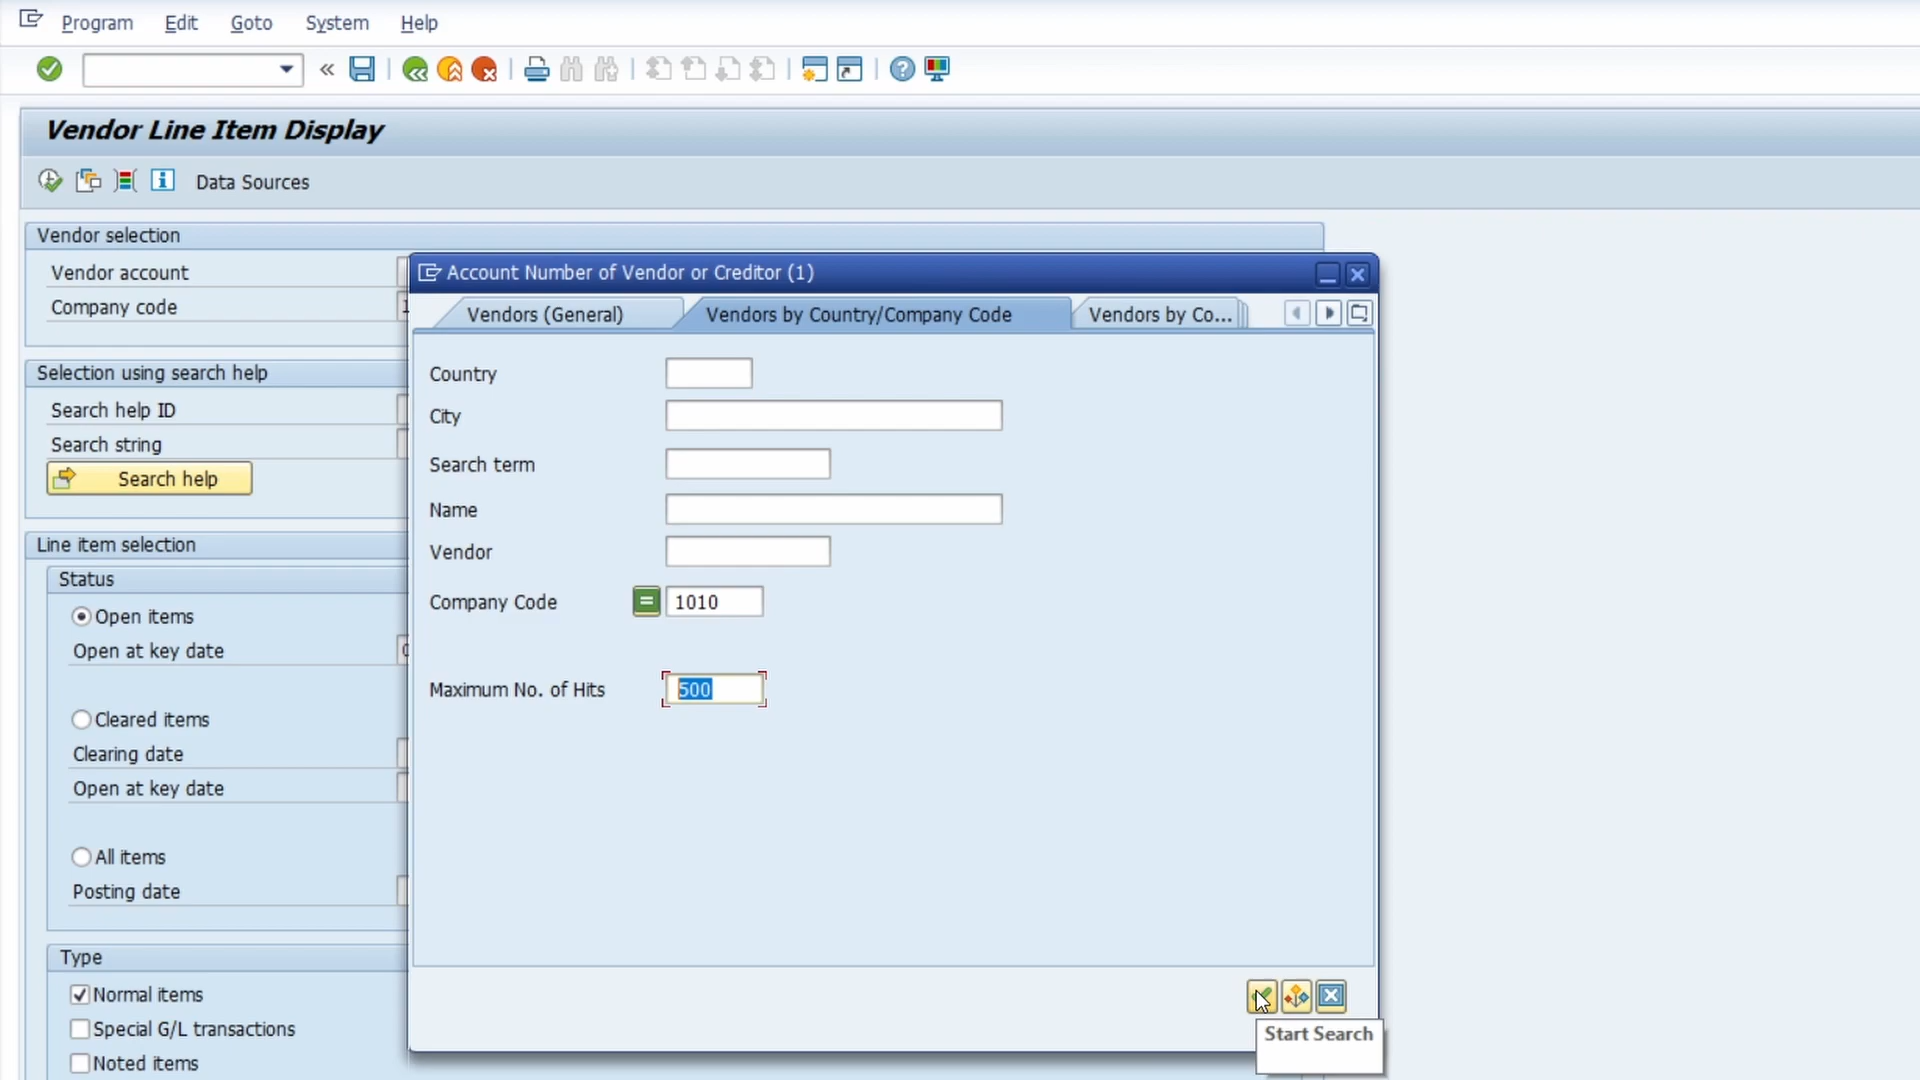 Program Edit Goto System Help
Vendor Line Item Display
Data Sources
Vendor selection
Vendor account
Company code
Selection using search help
Search help ID
Search string
Search help
Line item selection
Status
Open items
Open at key date
Cleared items
Clearing date
Open at key date
All items
Posting date
Type
Normal items
Special G/L transactions
Noted items
Account Number of Vendor or Creditor (1)
Vendors (General) Vendors by Country/Company Code Vendors by Co...
Country
City
Search term
Name
Vendor
Company Code = 1010
Maximum No. of Hits 500
Start Search